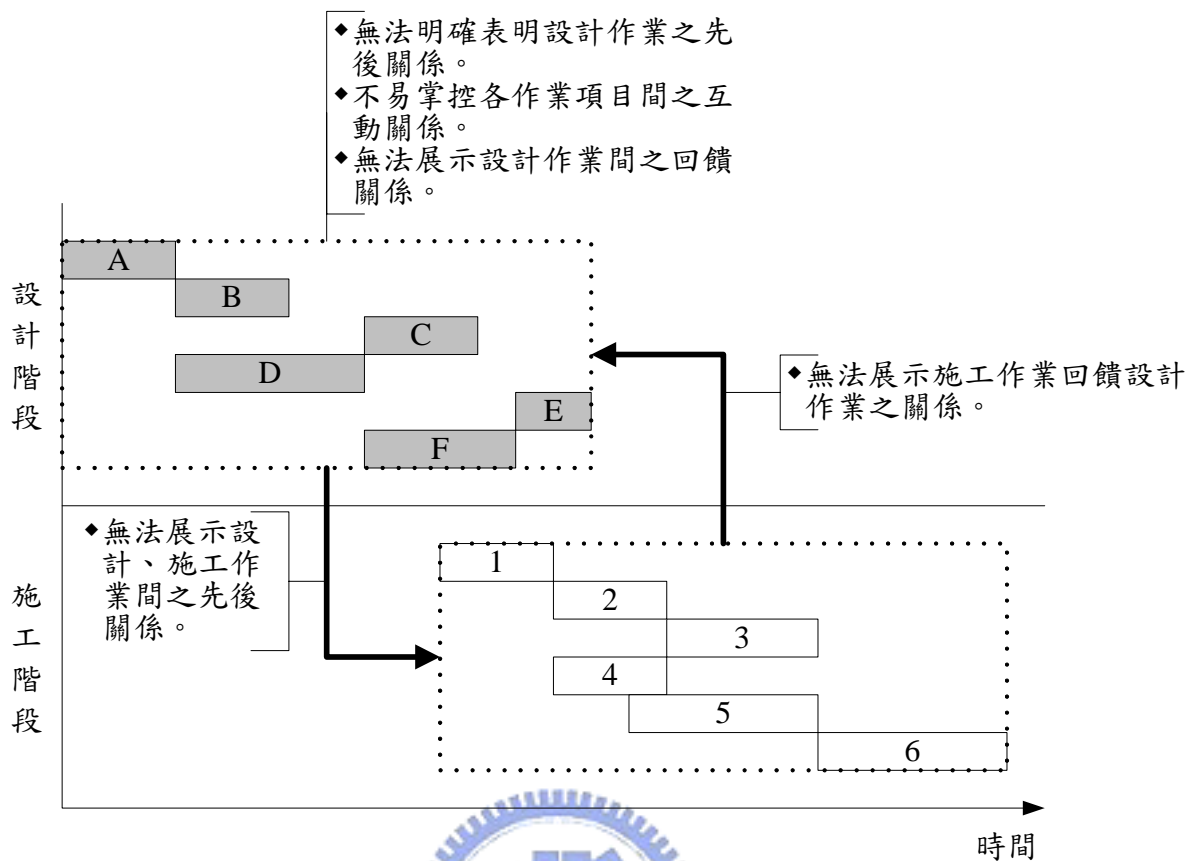 ◆無法明確表明設計作業之先
後關係。
◆不易掌控各作業項目間之互
動關係。
◆無法展示設計作業間之回饋
關係。
設計階段
A
B
C
D
E
F
◆無法展示施工作業回饋設計
作業之關係。
◆無法展示設
計、施工作
業間之先後
關係。
施工階段
1
2
3
4
5
6
時間